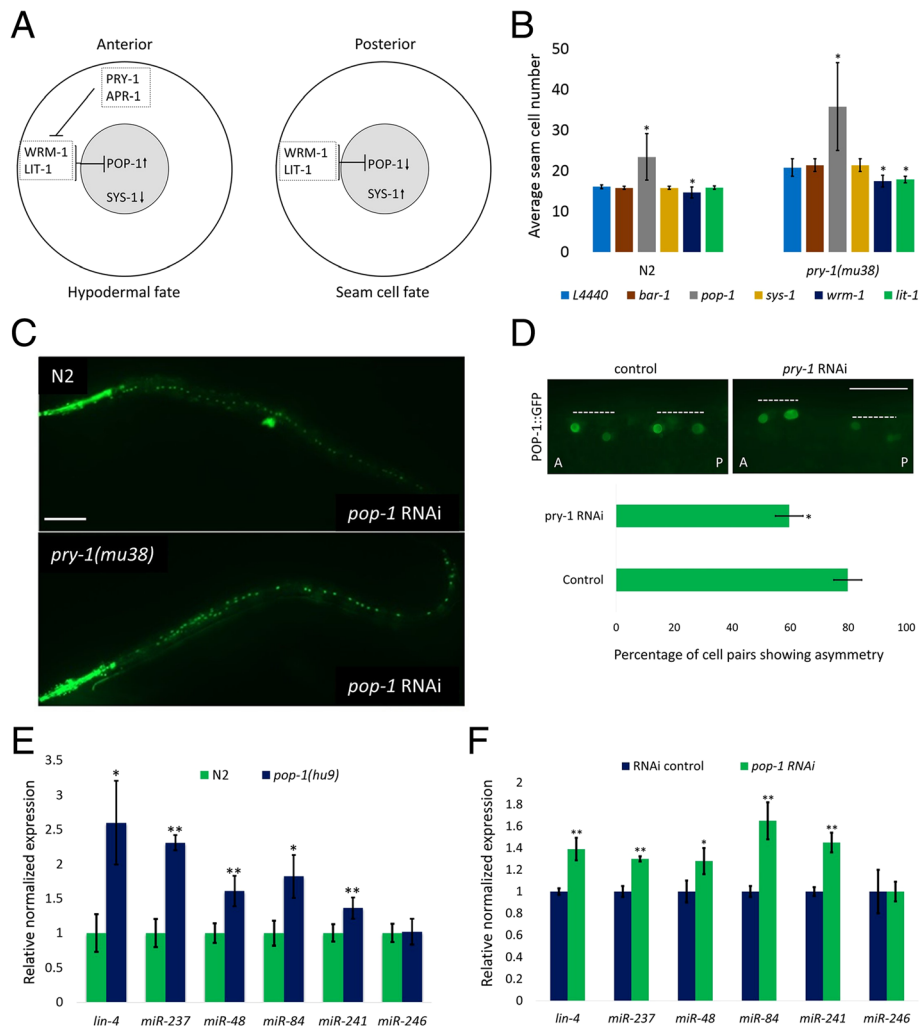 A
Anterior
PRY-1
APR-1
WRM-1
LIT-1
POP-1↑
SYS-1↓
Hypodermal fate
Posterior
WRM-1
LIT-1
POP-1↓
SYS-1↑
Seam cell fate
B
Average seam cell number
50
40
30
20
10
0
*
*
*
*
*
N2
pry-1(mu38)
L4440 bar-1 pop-1 sys-1 wrm-1 lit-1
C
N2
pop-1 RNAi
pry-1(mu38)
pop-1 RNAi
D
control
pry-1 RNAi
POP-1::GFP
A P
A P
pry-1 RNAi
*
Control
0 20 40 60 80 100
Percentage of cell pairs showing asymmetry
E
Relative normalized expression
3.5
3
2.5
2
1.5
1
0.5
0
N2 pop-1(hu9)
*
**
**
*
**
lin-4 miR-237 miR-48 miR-84 miR-241 miR-246
F
Relative normalized expression
2
1.8
1.6
1.4
1.2
1
0.8
0.6
0.4
0.2
0
RNAi control pop-1 RNAi
**
**
*
**
**
lin-4 miR-237 miR-48 miR-84 miR-241 miR-246